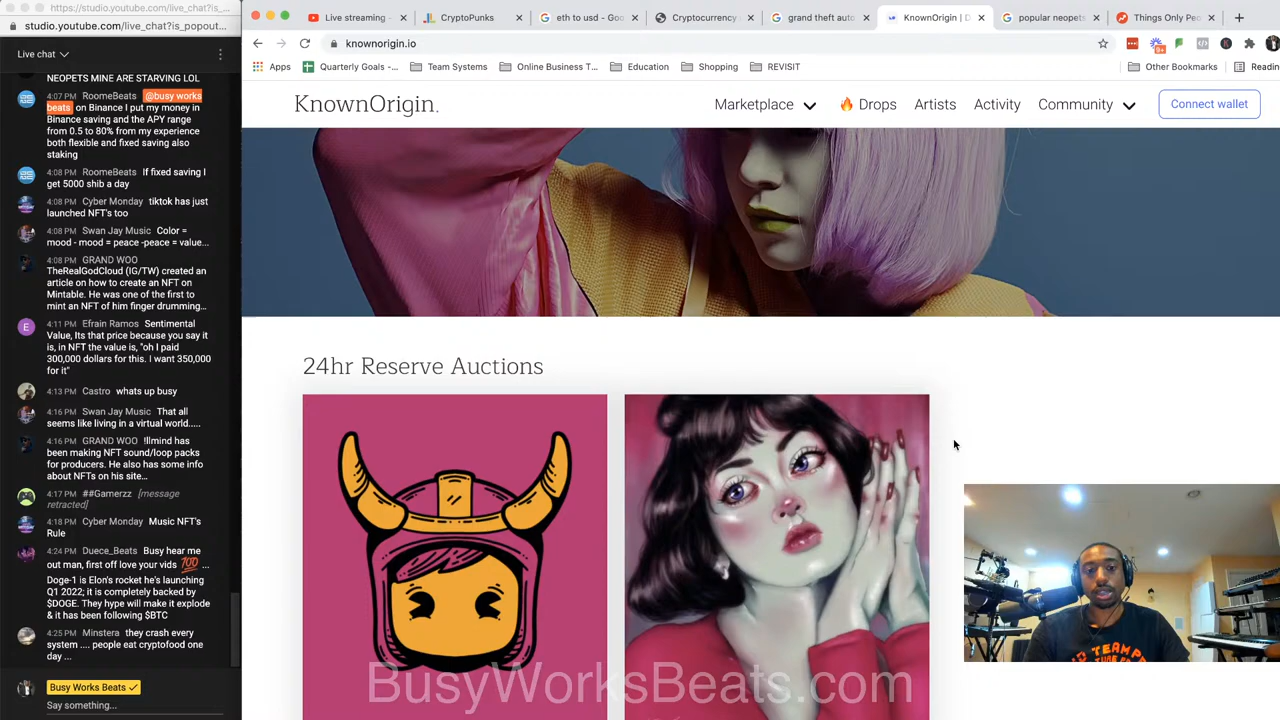 https://studio.youtube.com/live_chat?is_popout=...
studio.youtube.com/live_chat?is_popout...
Live chat
NEOPETS MINE ARE STARVING LOL
4:07 PM RoomeBeats @busy works
beats on Binance I put my money in
Binance saving and the APY range
from 0.5 to 80% from my experience
both flexible and fixed saving also
staking
4:08 PM RoomeBeats If fixed saving I
get 5000 shib a day
4:08 PM Cyber Monday tiktok has just
launched NFT's too
4:08 PM Swan Jay Music Color =
mood - mood = peace -peace = value...
4:08 PM GRAND WOO
TheRealGodCloud (IG/TW) created an
article on how to create an NFT on
Mintable. He was one of the first to
mint an NFT of him finger drumming...
4:11 PM Efrain Ramos Sentimental
Value, Its that price because you say it
is, in NFT the value is, "oh I paid
300,000 dollars for this. I want 350,000
for it"
4:13 PM Castro whats up busy
4:16 PM Swan Jay Music That all
seems like living in a virtual world.....
4:16 PM GRAND WOO !llmind has
been making NFT sound/loop packs
for producers. He also has some info
about NFTs on his site...
4:17 PM ##Gamerzz [message
retracted]
4:18 PM Cyber Monday Music NFT's
Rule
4:24 PM Duece_Beats Busy hear me
out man, first off love your vids 💯 ...
Doge-1 is Elon's rocket he's launching
Q1 2022; it is completely backed by
$DOGE. They hype will make it explode
& it has been following $BTC
4:25 PM Minstera they crash every
system .... people eat cryptofood one
day ...
Busy Works Beats
Say something...
Live streaming -
CryptoPunks
eth to usd - Goo
Cryptocurrency
grand theft auto
KnownOrigin | D
popular neopets
Things Only Peo
knownorigin.io
Apps
Quarterly Goals -...
Team Systems
Online Business T...
Education
Shopping
REVISIT
Other Bookmarks
Readin
KnownOrigin.
Marketplace
🔥 Drops
Artists
Activity
Community
Connect wallet
24hr Reserve Auctions
BusyWorksBeats.com